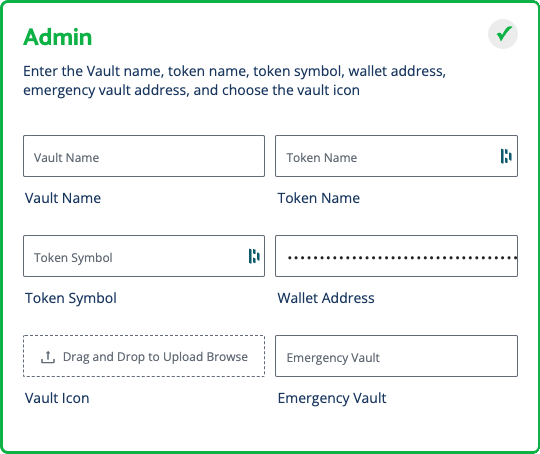 Admin
Enter the Vault name, token name, token symbol, wallet address,
emergency vault address, and choose the vault icon
Vault Name
Token Name
Vault Name
Token Name
Token Symbol
••••••••••••••••••••••••••••••••••••
Token Symbol
Wallet Address
Drag and Drop to Upload Browse
Emergency Vault
Vault Icon
Emergency Vault